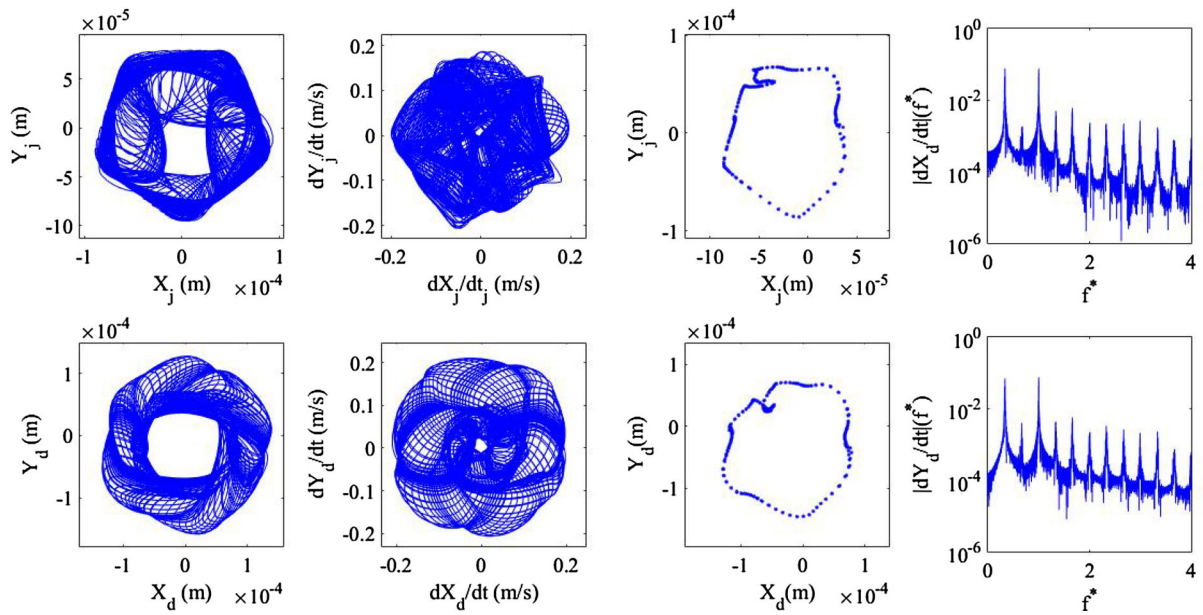 ×10^-5
Y_j (m)
5
0
-5
-10
-1 0 1
X_j (m) ×10^-4
dY_j/dt (m/s)
0.2
0.1
0
-0.1
-0.2
-0.2 0 0.2
dX_j/dt_j (m/s)
×10^-4
Y_j(m)
1
0
-1
-10 -5 0 5
X_j(m) ×10^-5
|dX_d/dt|(f^*)
10^0
10^-2
10^-4
10^-6
0 2 4
f^*
×10^-4
Y_d (m)
1
0
-1
-1 0 1
X_d (m) ×10^-4
dY_d/dt (m/s)
0.2
0.1
0
-0.1
-0.2
-0.2 0 0.2
dX_d/dt (m/s)
×10^-4
Y_d(m)
1
0
-1
-1 0 1
X_d(m) ×10^-4
|dY_d/dt|(f^*)
10^0
10^-2
10^-4
10^-6
0 2 4
f^*